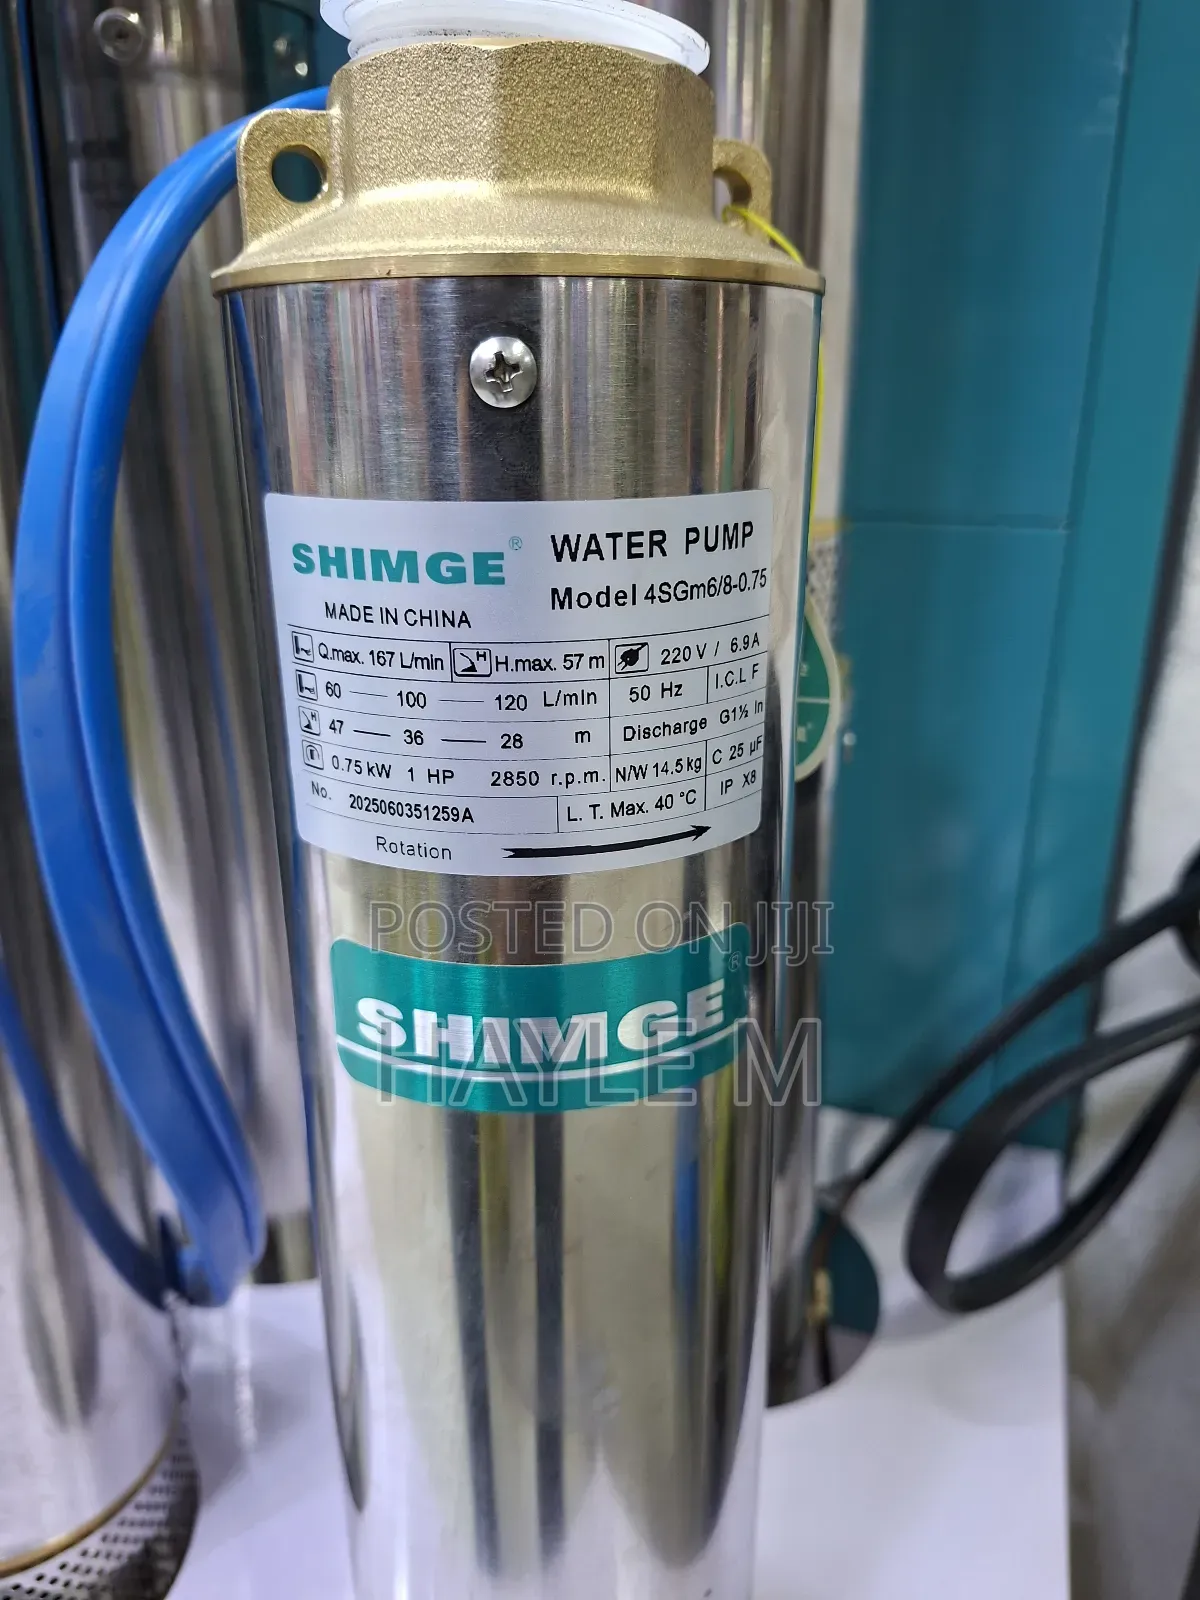 SHIMGE® WATER PUMP
MADE IN CHINA Model 4SGm6/8-0.75
Q.max. 167 L/min H.max. 57 m 220 V / 6.9 A
60 — 100 — 120 L/min 50 Hz I.C.L F
47 — 36 — 28 m Discharge G1½ in
0.75 kW 1 HP 2850 r.p.m. N/W 14.5 kg C 25 μF
No. 2025060351259A L. T. Max. 40 °C IP X8
Rotation
POSTED ON JIJI
SHIMGE®
HAYLE M